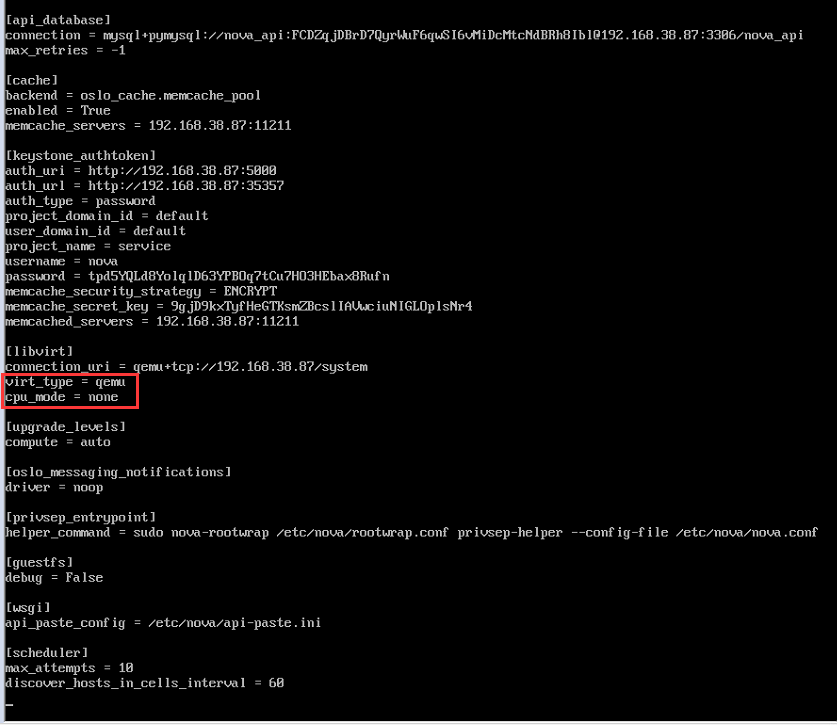 [api_database]
connection = mysql+pymysql://nova_api:FCDZqjDBrD7QyrWuF6qwSI6vMiDcMtcNdBRh8Ibl@192.168.38.87:3306/nova_api
max_retries = -1
[cache]
backend = oslo_cache.memcache_pool
enabled = True
memcache_servers = 192.168.38.87:11211
[keystone_authtoken]
auth_uri = http://192.168.38.87:5000
auth_url = http://192.168.38.87:35357
auth_type = password
project_domain_id = default
user_domain_id = default
project_name = service
username = nova
password = tpd5YQLd8YolqlD63YPBOq7tCu7HO3HEbax8Rufn
memcache_security_strategy = ENCRYPT
memcache_secret_key = 9gjD9kxTyfHeGTKsmZBcslIAVwciuNIGLOplsNr4
memcached_servers = 192.168.38.87:11211
[libvirt]
connection_uri = qemu+tcp://192.168.38.87/system
virt_type = qemu
cpu_mode = none
[upgrade_levels]
compute = auto
[oslo_messaging_notifications]
driver = noop
[privsep_entrypoint]
helper_command = sudo nova-rootwrap /etc/nova/rootwrap.conf privsep-helper --config-file /etc/nova/nova.conf
[guestfs]
debug = False
[wsgi]
api_paste_config = /etc/nova/api-paste.ini
[scheduler]
max_attempts = 10
discover_hosts_in_cells_interval = 60